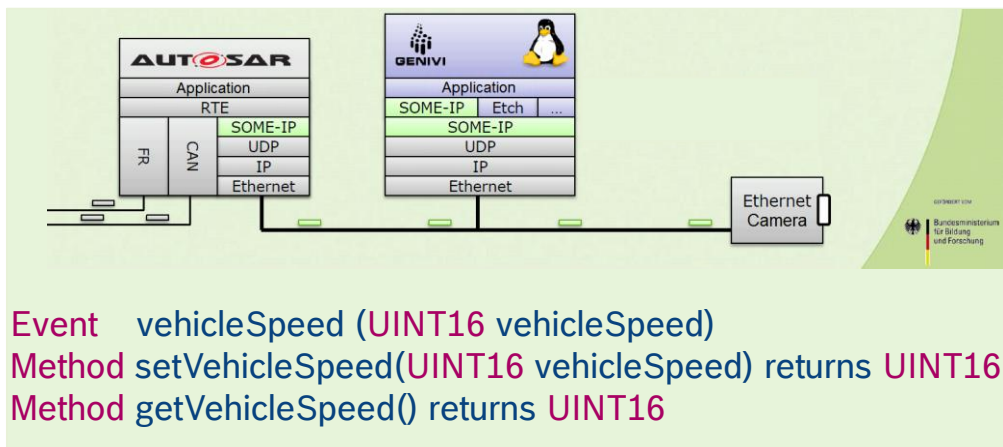 AUTOSAR
Application
RTE
FR
CAN
SOME-IP
UDP
IP
Ethernet
GENIVI
Application
SOME-IP Etch ...
SOME-IP
UDP
IP
Ethernet
Ethernet
Camera
GEFÖRDERT VOM
Bundesministerium
für Bildung
und Forschung
Event vehicleSpeed (UINT16 vehicleSpeed)
Method setVehicleSpeed(UINT16 vehicleSpeed) returns UINT16
Method getVehicleSpeed() returns UINT16